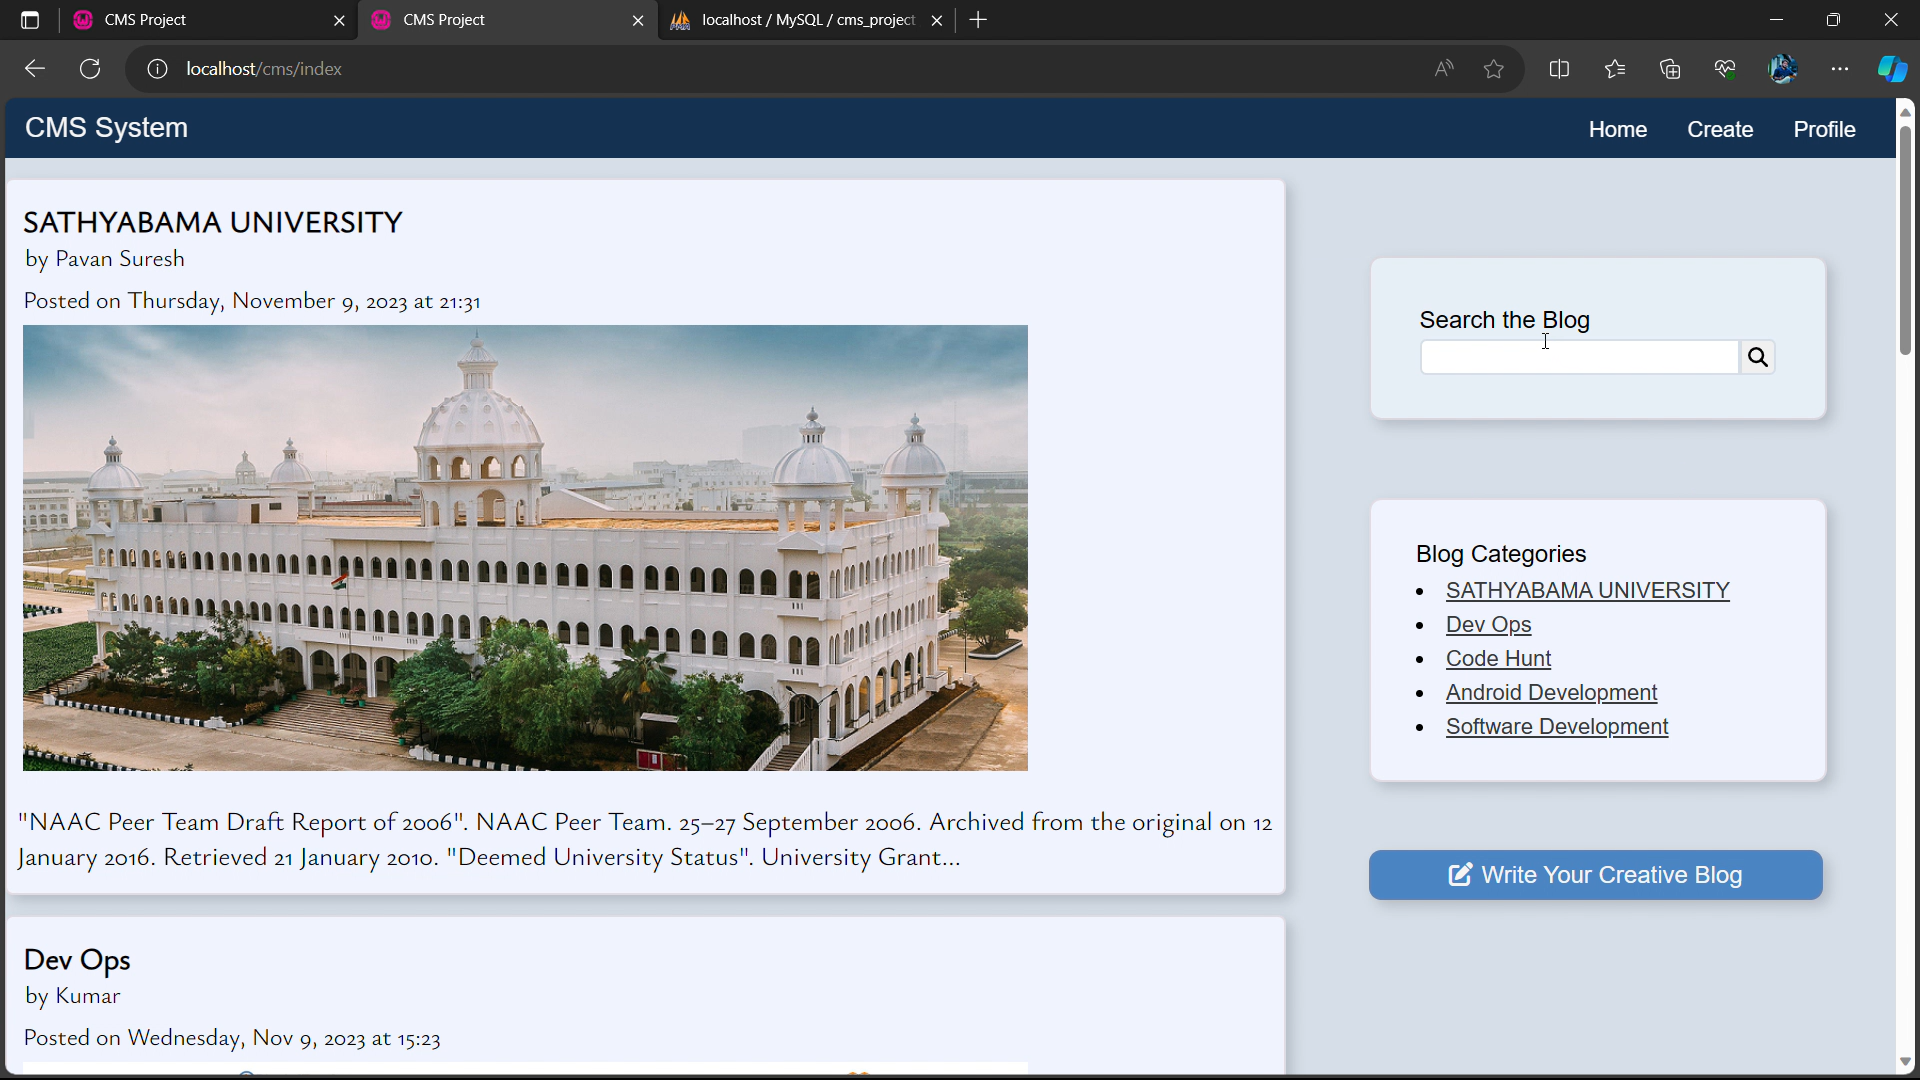 CMS Project
CMS Project
localhost / MySQL / cms_project
localhost/cms/index
CMS System
Home
Create
Profile
SATHYABAMA UNIVERSITY
by Pavan Suresh
Posted on Thursday, November 9, 2023 at 21:31
"NAAC Peer Team Draft Report of 2006". NAAC Peer Team. 25–27 September 2006. Archived from the original on 12
January 2016. Retrieved 21 January 2010. "Deemed University Status". University Grant...
Dev Ops
by Kumar
Posted on Wednesday, Nov 9, 2023 at 15:23
Search the Blog
Blog Categories
• SATHYABAMA UNIVERSITY
• Dev Ops
• Code Hunt
• Android Development
• Software Development
Write Your Creative Blog